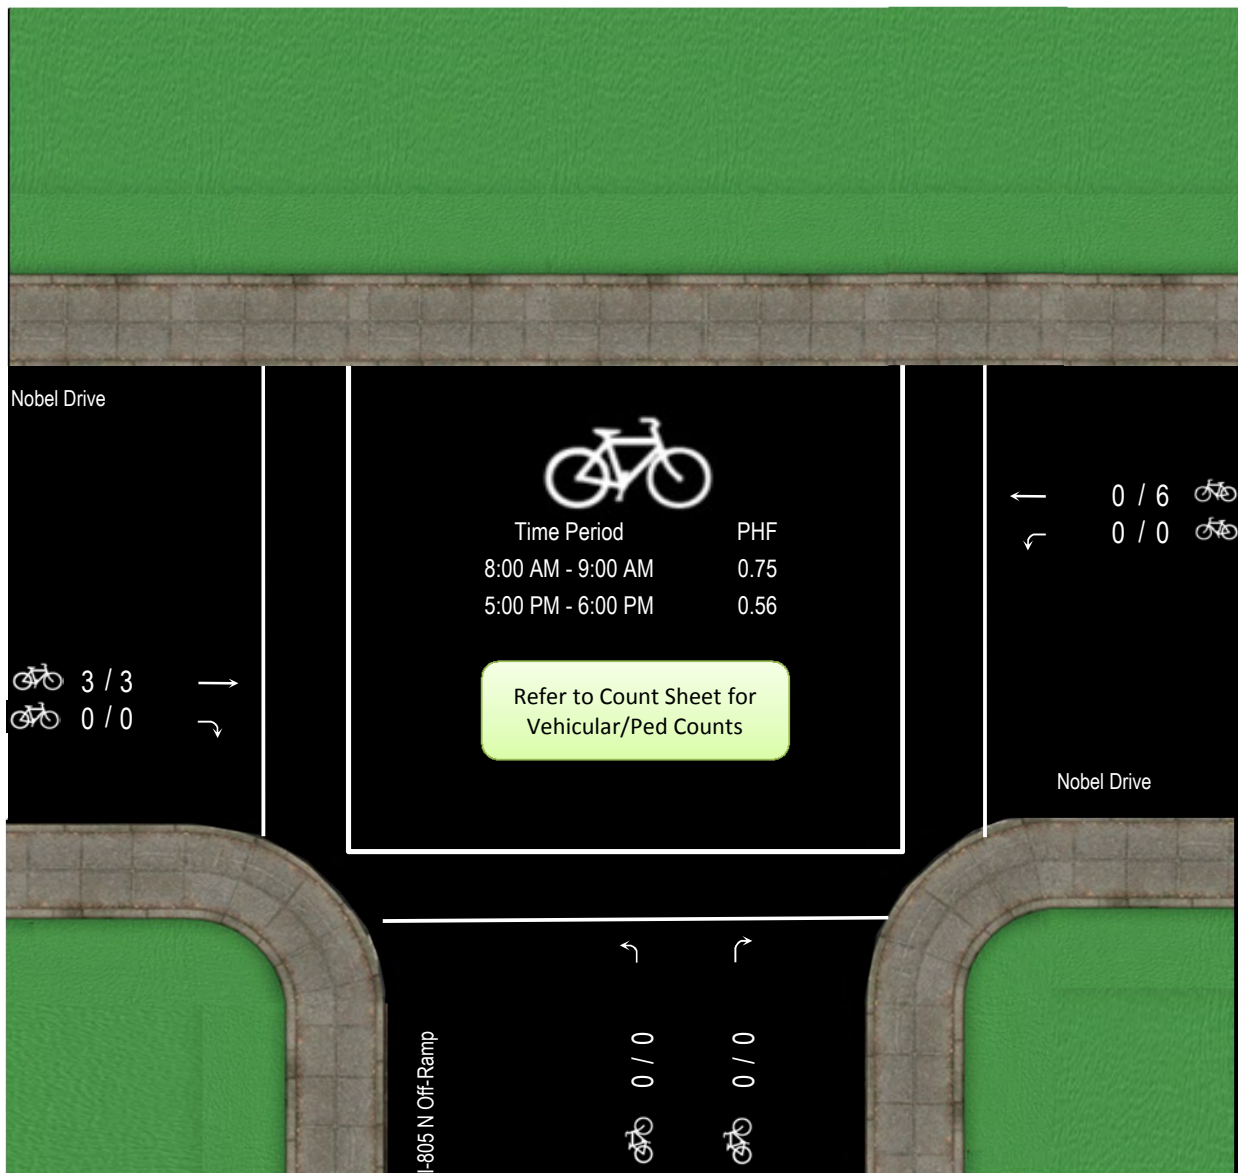 Nobel Drive
Time Period PHF
8:00 AM - 9:00 AM 0.75
5:00 PM - 6:00 PM 0.56
0 / 6
0 / 0
3 / 3
0 / 0
Refer to Count Sheet for
Vehicular/Ped Counts
Nobel Drive
I-805 N Off-Ramp
0 / 0
0 / 0